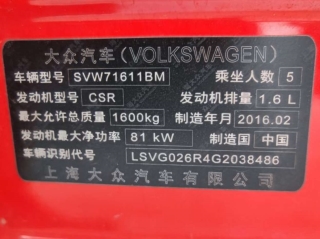 大众汽车(VOLKSWAGEN)
车辆型号 SVW71611BM 乘坐人数 5
发动机型号 CSR 发动机排量 1.6 L
最大允许总质量 1600kg 制造年月 2016.02
发动机最大净功率 81 kW 制造国 中国
车辆识别代号 LSVG026R4G2038486
上海大众汽车有限公司